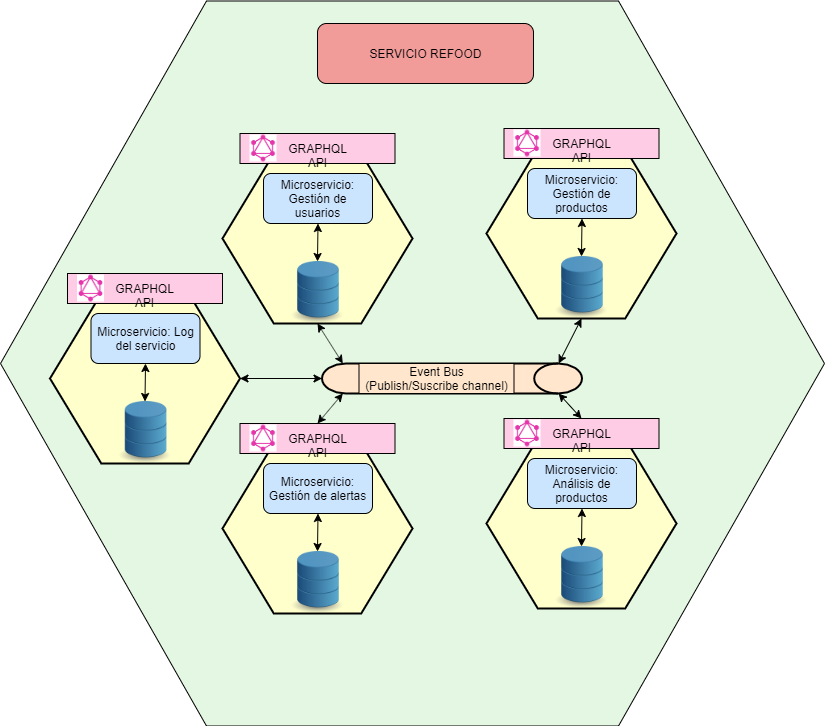 SERVICIO REFOOD
GRAPHQL
API
Microservicio:
Gestión de
usuarios
GRAPHQL
API
Microservicio:
Gestión de
productos
GRAPHQL
API
Microservicio: Log
del servicio
Event Bus
(Publish/Suscribe channel)
GRAPHQL
API
Microservicio:
Gestión de alertas
GRAPHQL
API
Microservicio:
Análisis de
productos